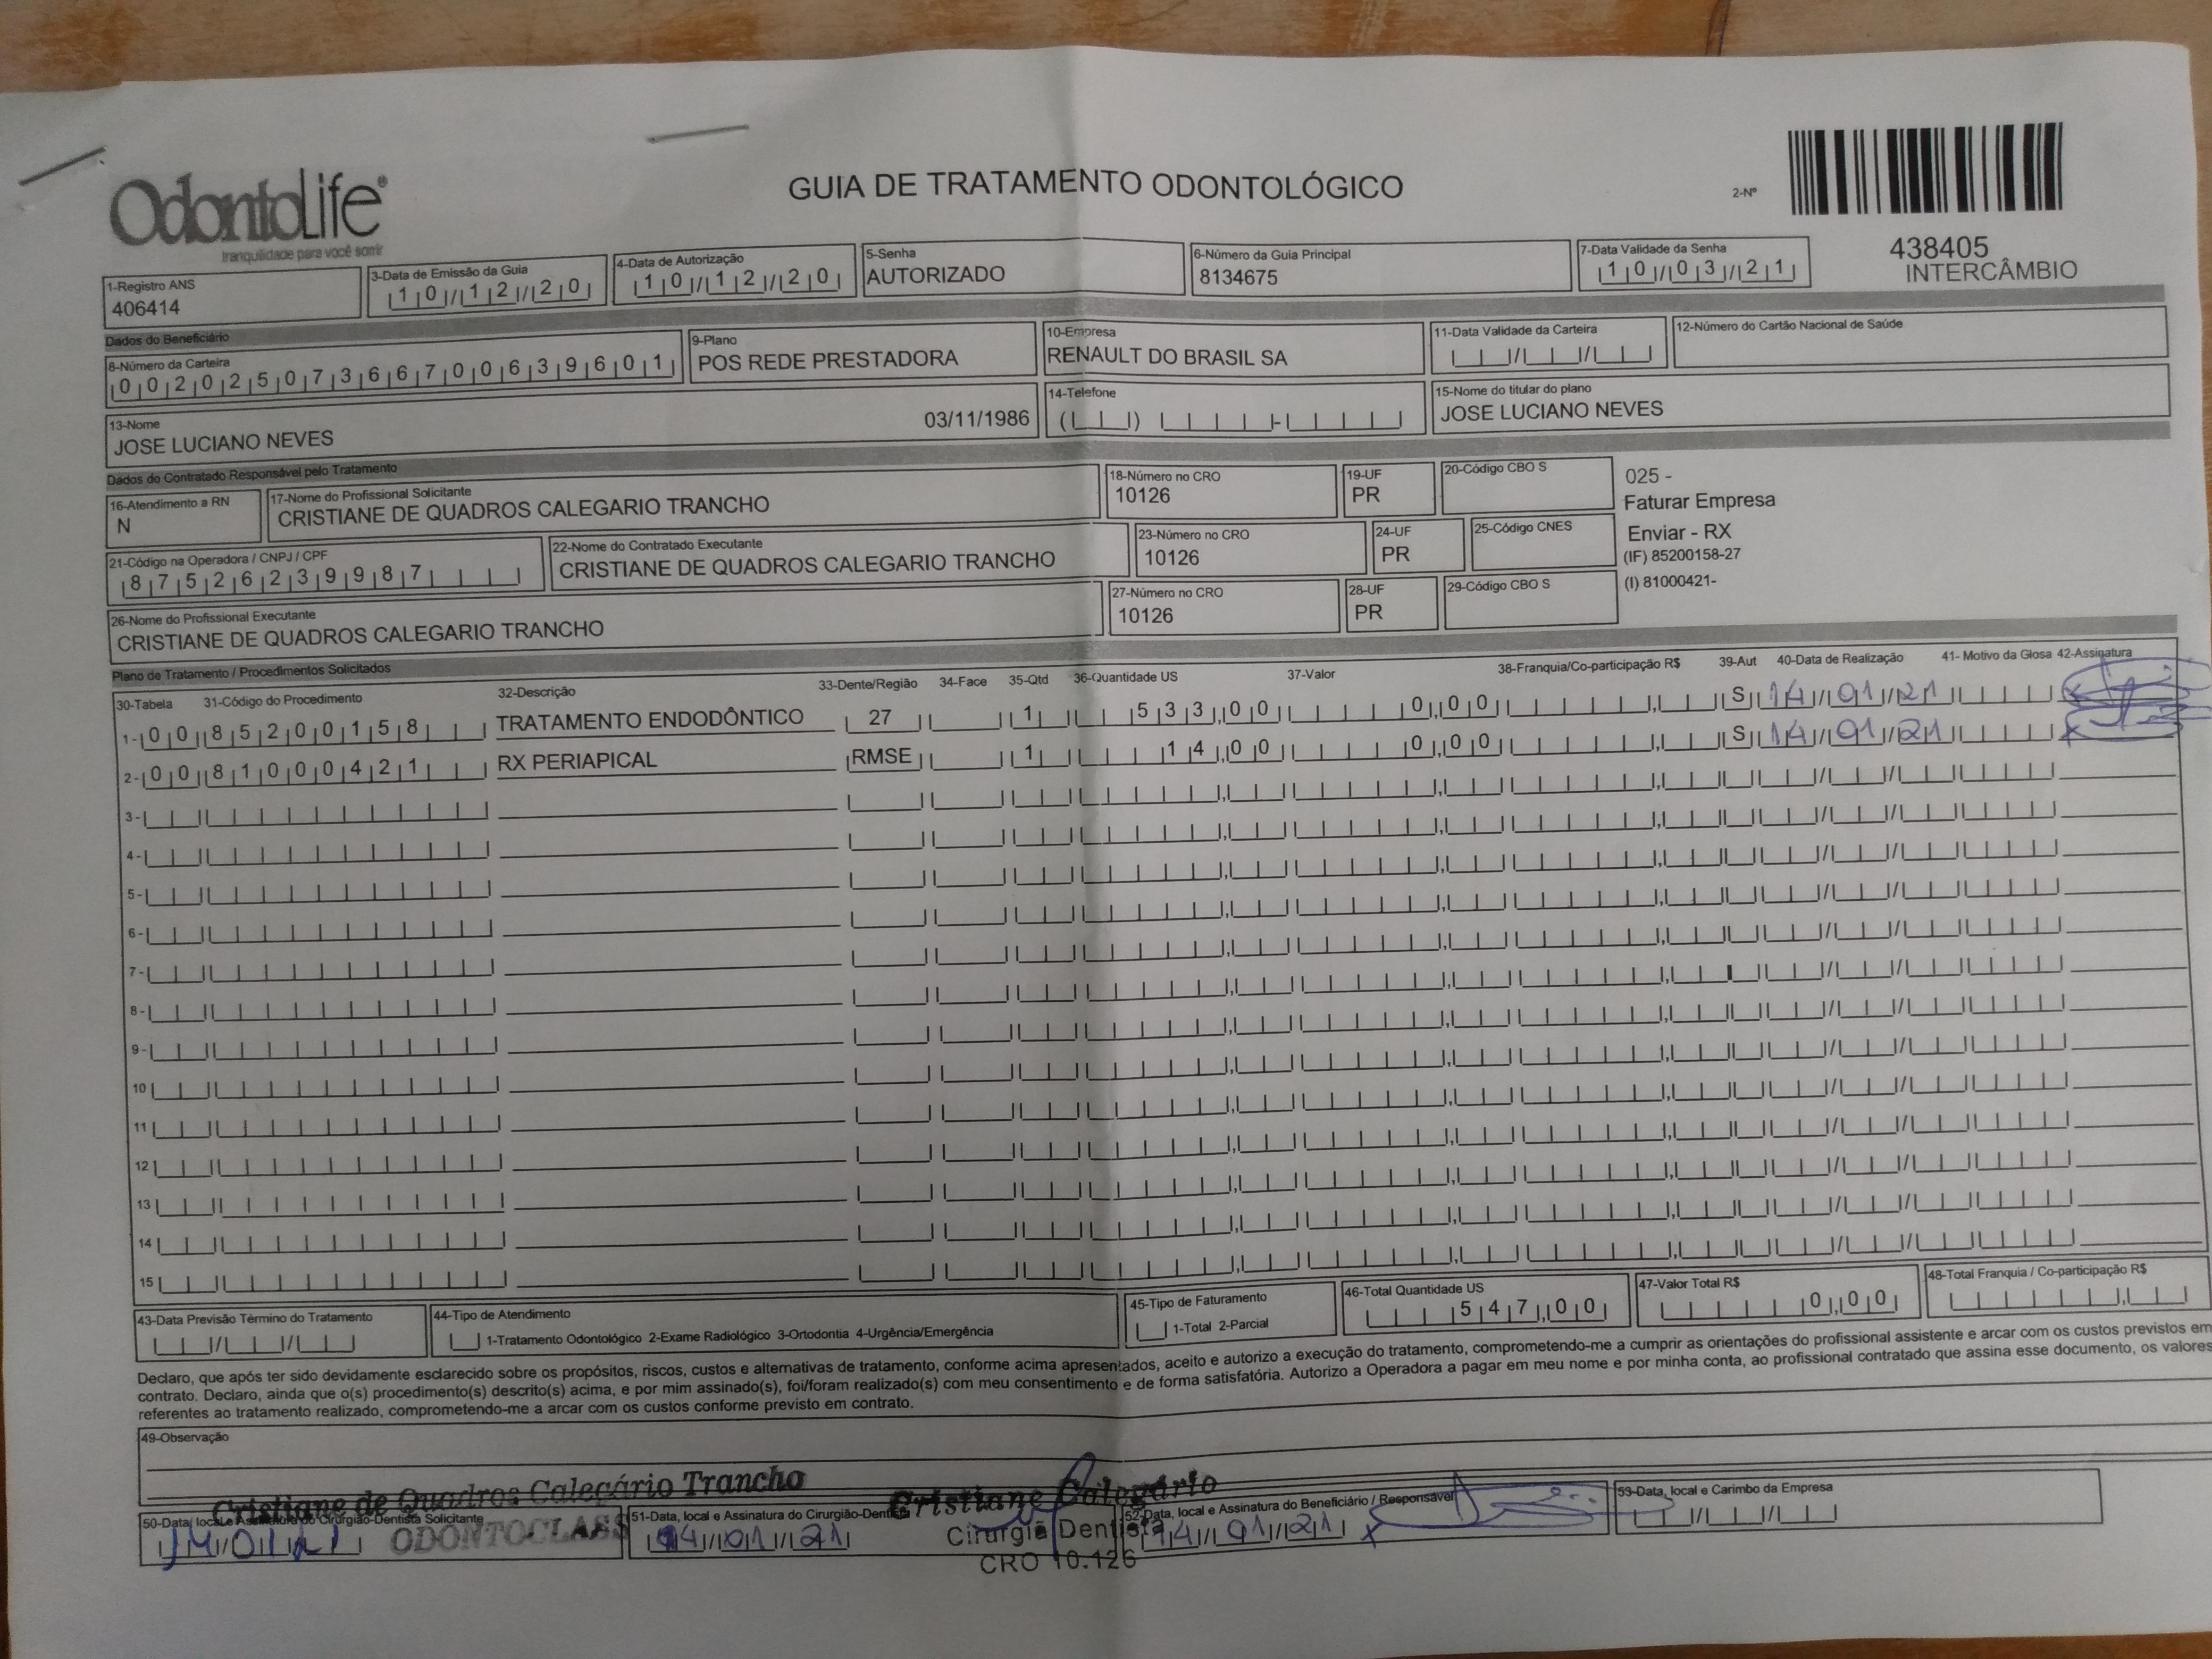 OdontoLife®
tranquilidade para você sorrir
GUIA DE TRATAMENTO ODONTOLÓGICO
2-Nº
438405
INTERCÂMBIO
1-Registro ANS
406414
3-Data de Emissão da Guia
10/12/20
4-Data de Autorização
10/12/20
5-Senha
AUTORIZADO
6-Número da Guia Principal
8134675
7-Data Validade da Senha
10/03/21
Dados do Beneficiário
8-Número da Carteira
00202507366700639601
9-Plano
POS REDE PRESTADORA
10-Empresa
RENAULT DO BRASIL SA
11-Data Validade da Carteira
12-Número do Cartão Nacional de Saúde
13-Nome
JOSE LUCIANO NEVES 03/11/1986
14-Telefone
15-Nome do titular do plano
JOSE LUCIANO NEVES
Dados do Contratado Responsável pelo Tratamento
16-Atendimento a RN
N
17-Nome do Profissional Solicitante
CRISTIANE DE QUADROS CALEGARIO TRANCHO
18-Número no CRO
10126
19-UF
PR
20-Código CBO S
025 -
Faturar Empresa
Enviar - RX
(IF) 85200158-27
(I) 81000421-
21-Código na Operadora / CNPJ / CPF
87526239987
22-Nome do Contratado Executante
CRISTIANE DE QUADROS CALEGARIO TRANCHO
23-Número no CRO
10126
24-UF
PR
25-Código CNES
26-Nome do Profissional Executante
CRISTIANE DE QUADROS CALEGARIO TRANCHO
27-Número no CRO
10126
28-UF
PR
29-Código CBO S
Plano de Tratamento / Procedimentos Solicitados
30-Tabela 31-Código do Procedimento 32-Descrição 33-Dente/Região 34-Face 35-Qtd 36-Quantidade US 37-Valor 38-Franquia/Co-participação R$ 39-Aut 40-Data de Realização 41- Motivo da Glosa 42-Assinatura
1-00 85200158 TRATAMENTO ENDODÔNTICO 27 1 533,00 0,00 S 14/01/21
2-00 81000421 RX PERIAPICAL RMSE 1 14,00 0,00 S 14/01/21
3-
4-
5-
6-
7-
8-
9-
10
11
12
13
14
15
43-Data Previsão Término do Tratamento
44-Tipo de Atendimento
1-Tratamento Odontológico 2-Exame Radiológico 3-Ortodontia 4-Urgência/Emergência
45-Tipo de Faturamento
1-Total 2-Parcial
46-Total Quantidade US
547,00
47-Valor Total R$
0,00
48-Total Franquia / Co-participação R$
Declaro, que após ter sido devidamente esclarecido sobre os propósitos, riscos, custos e alternativas de tratamento, conforme acima apresentados, aceito e autorizo a execução do tratamento, comprometendo-me a cumprir as orientações do profissional assistente e arcar com os custos previstos em
contrato. Declaro, ainda que o(s) procedimento(s) descrito(s) acima, e por mim assinado(s), foi/foram realizado(s) com meu consentimento e de forma satisfatória. Autorizo a Operadora a pagar em meu nome e por minha conta, ao profissional contratado que assina esse documento, os valores
referentes ao tratamento realizado, comprometendo-me a arcar com os custos conforme previsto em contrato.
49-Observação
Cristiane de Quadros Calegário Trancho
ODONTOCLASS
Cristiane Calegário
Cirurgiã Dentista
CRO 10.126
50-Data, local e Assinatura do Cirurgião-Dentista Solicitante
14/01/21
51-Data, local e Assinatura do Cirurgião-Dentista
14/01/21
52-Data, local e Assinatura do Beneficiário / Responsável
14/01/21
53-Data, local e Carimbo da Empresa